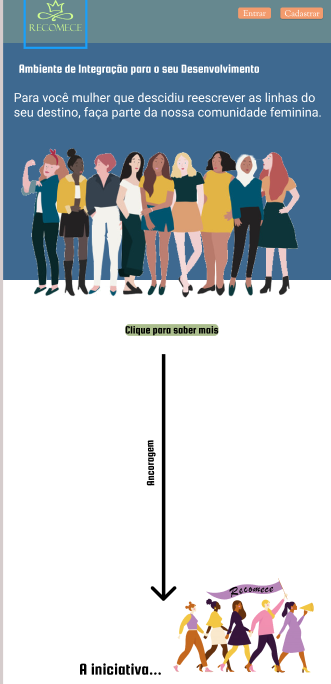 RECOMECE
Entrar
Cadastrar
Ambiente de Integração para o seu Desenvolvimento
Para você mulher que descidiu reescrever as linhas do
seu destino, faça parte da nossa comunidade feminina.
Clique para saber mais
Ancoragem
Recomece
A iniciativa...